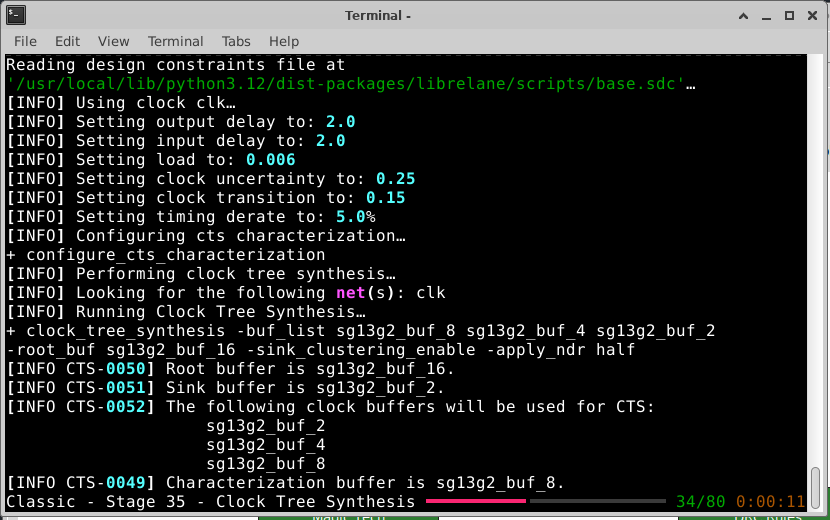 Terminal -
File Edit View Terminal Tabs Help
Reading design constraints file at
'/usr/local/lib/python3.12/dist-packages/librelane/scripts/base.sdc'…
[INFO] Using clock clk…
[INFO] Setting output delay to: 2.0
[INFO] Setting input delay to: 2.0
[INFO] Setting load to: 0.006
[INFO] Setting clock uncertainty to: 0.25
[INFO] Setting clock transition to: 0.15
[INFO] Setting timing derate to: 5.0%
[INFO] Configuring cts characterization…
+ configure_cts_characterization
[INFO] Performing clock tree synthesis…
[INFO] Looking for the following net(s): clk
[INFO] Running Clock Tree Synthesis…
+ clock_tree_synthesis -buf_list sg13g2_buf_8 sg13g2_buf_4 sg13g2_buf_2
-root_buf sg13g2_buf_16 -sink_clustering_enable -apply_ndr half
[INFO CTS-0050] Root buffer is sg13g2_buf_16.
[INFO CTS-0051] Sink buffer is sg13g2_buf_2.
[INFO CTS-0052] The following clock buffers will be used for CTS:
sg13g2_buf_2
sg13g2_buf_4
sg13g2_buf_8
[INFO CTS-0049] Characterization buffer is sg13g2_buf_8.
Classic - Stage 35 - Clock Tree Synthesis 34/80 0:00:11